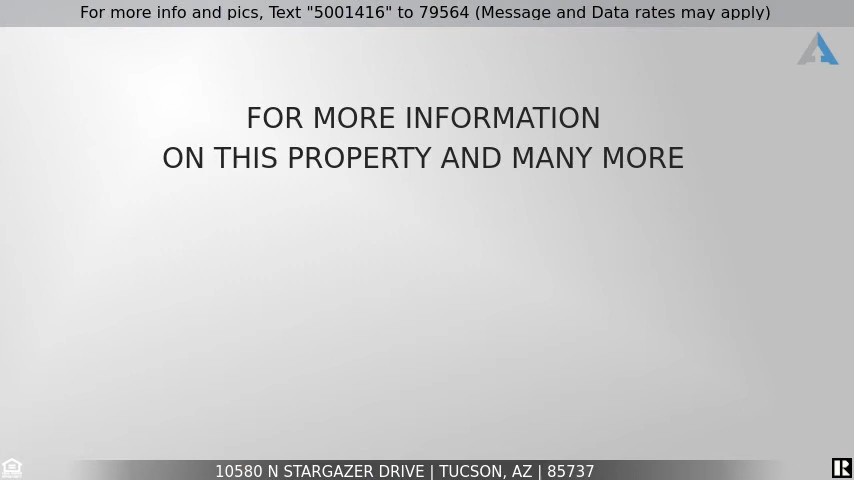 For more info and pics, Text "5001416" to 79564 (Message and Data rates may apply)
FOR MORE INFORMATION
ON THIS PROPERTY AND MANY MORE
10580 N STARGAZER DRIVE | TUCSON, AZ | 85737